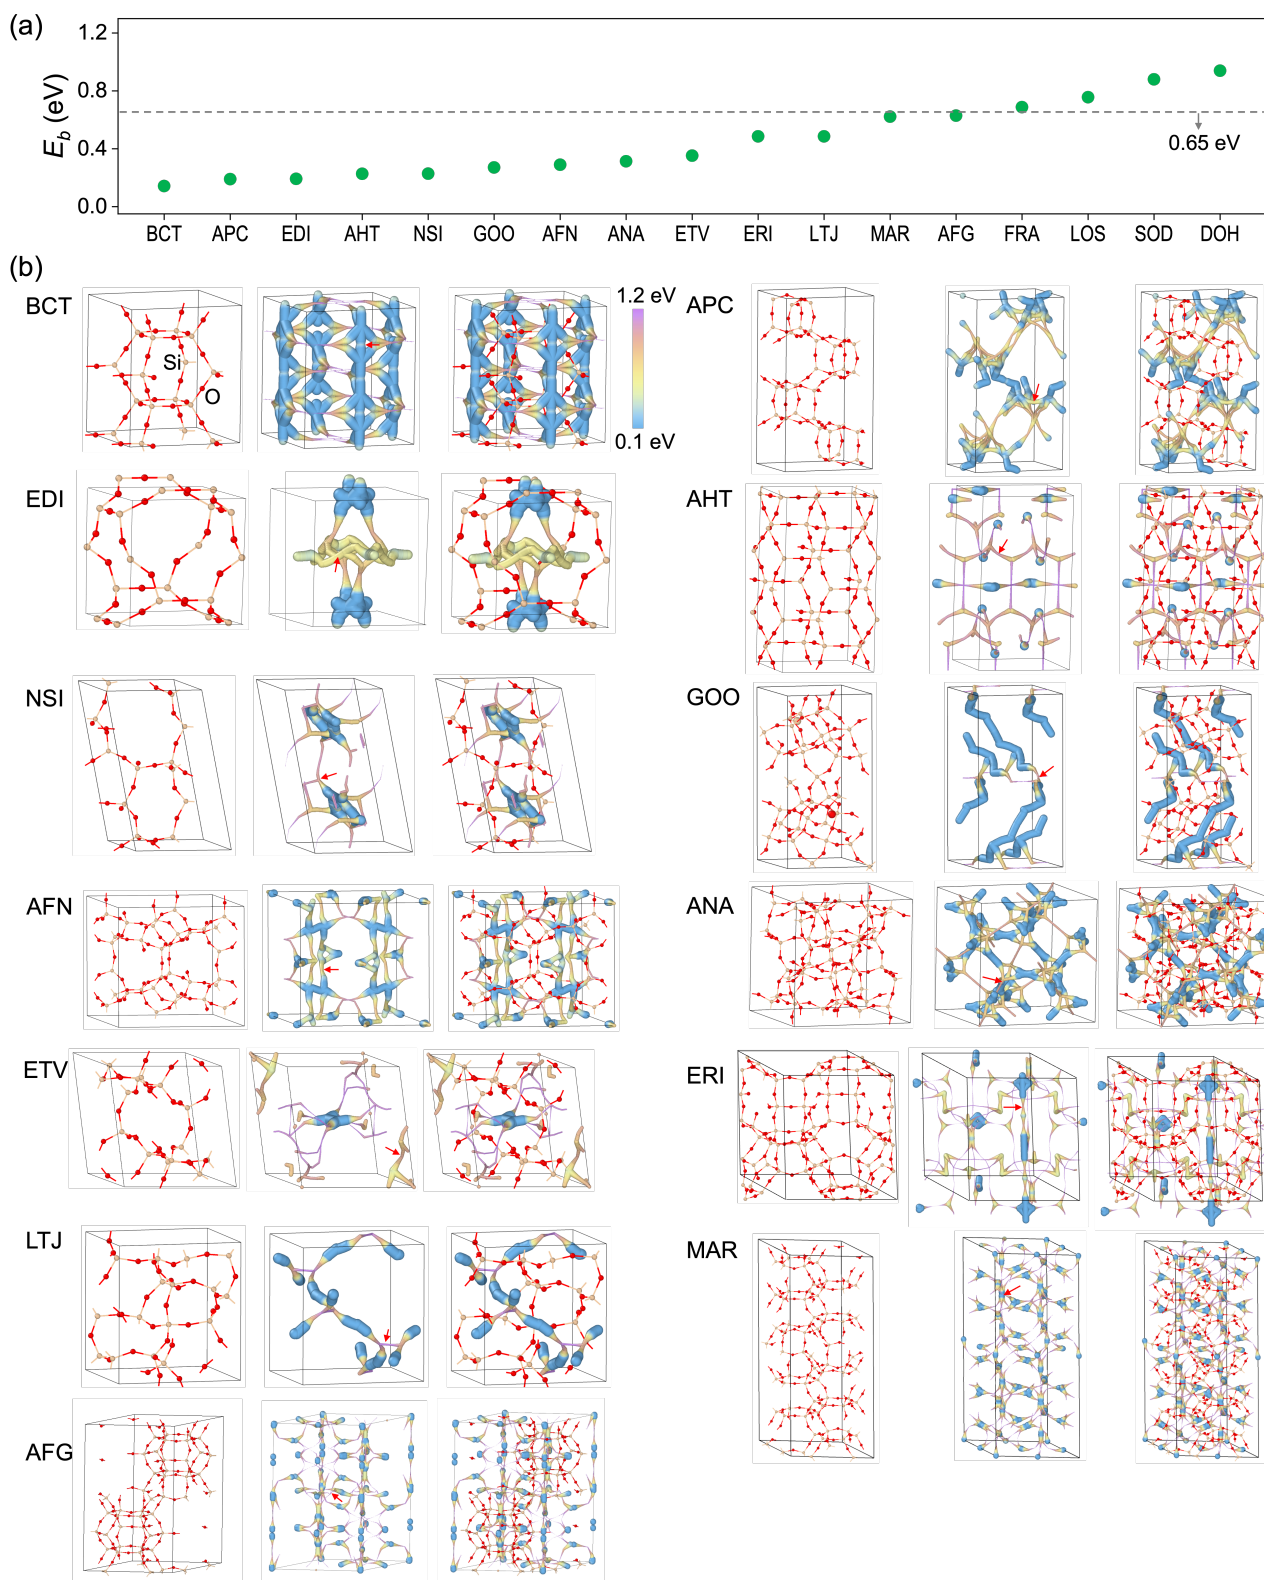 (a)
1.2
0.8
0.4
0.0
E_b (eV)
0.65 eV
BCT APC EDI AHT NSI GOO AFN ANA ETV ERI LTJ MAR AFG FRA LOS SOD DOH
(b)
BCT
Si
O
1.2 eV
0.1 eV
APC
EDI
AHT
NSI
GOO
AFN
ANA
ETV
ERI
LTJ
MAR
AFG